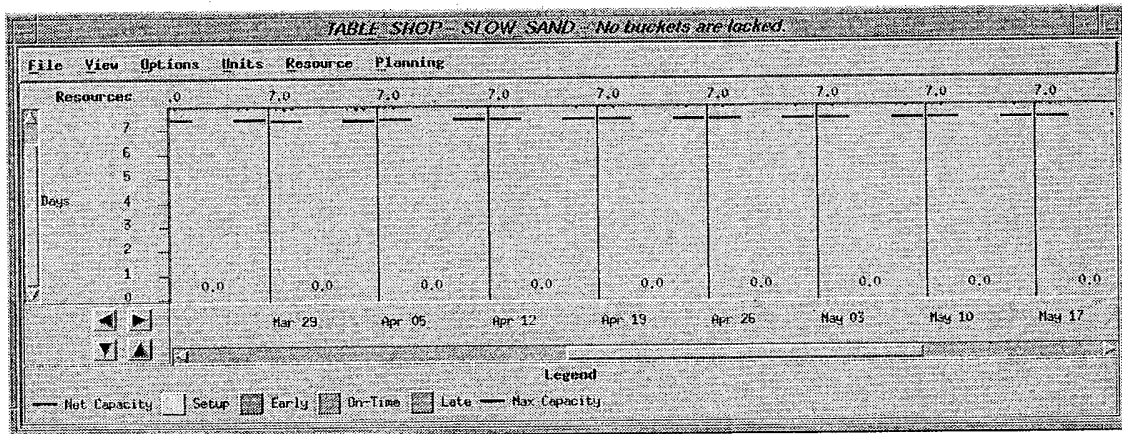 TABLE SHOP - SLOW SAND - No buckets are locked.
File View Options Units Resource Planning
Resources .0 7.0 7.0 7.0 7.0 7.0 7.0 7.0 7.0
7
6
5
Days 4
3
2
1
0
0.0 0.0 0.0 0.0 0.0 0.0 0.0 0.0 0.0
Mar 29 Apr 05 Apr 12 Apr 19 Apr 26 May 03 May 10 May 17
Legend
Net Capacity Setup Early On-Time Late Max Capacity